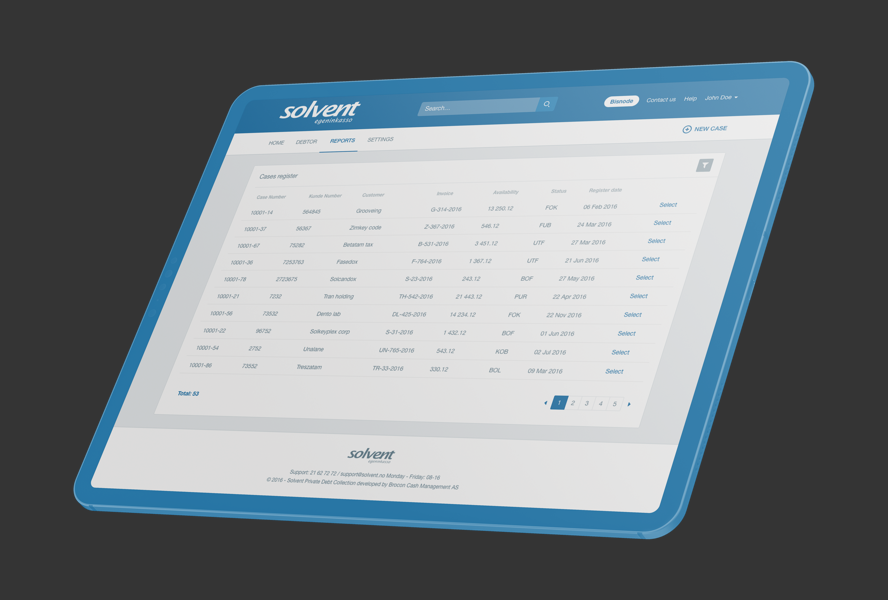 solvent
egeninkasso
Search...
Bisnode Contact us Help John Doe
HOME DEBTOR REPORTS SETTINGS
NEW CASE
Cases register
Case Number Kunde Number Customer Invoice Availability Status Register date
10001-14 564845 Grooveing G-314-2016 13 250.12 FOK 06 Feb 2016 Select
10001-37 56367 Zimkey code Z-367-2016 546.12 FUB 24 Mar 2016 Select
10001-67 75282 Betalam tax B-531-2016 3 451.12 UTF 27 Mar 2016 Select
10001-36 7253763 Fasedox F-764-2016 1 367.12 UTF 21 Jun 2016 Select
10001-78 2723675 Solcandox S-23-2016 243.12 BOF 27 May 2016 Select
10001-21 7232 Tran holding TH-542-2016 21 443.12 PUR 22 Apr 2016 Select
10001-56 73532 Dento lab DL-425-2016 14 234.12 FOK 22 Nov 2016 Select
10001-22 96752 Solkeyplex corp S-31-2016 1 432.12 BOF 01 Jun 2016 Select
10001-54 2752 Unalane UN-765-2016 543.12 KOB 02 Jul 2016 Select
10001-86 73552 Treszatam TR-33-2016 330.12 BOL 09 Mar 2016 Select
Total: 53
1 2 3 4 5
solvent
egeninkasso
Support: 21 62 72 72 / support@solvent.no Monday - Friday: 08-16
© 2016 - Solvent Private Debt Collection developed by Brocon Cash Management AS